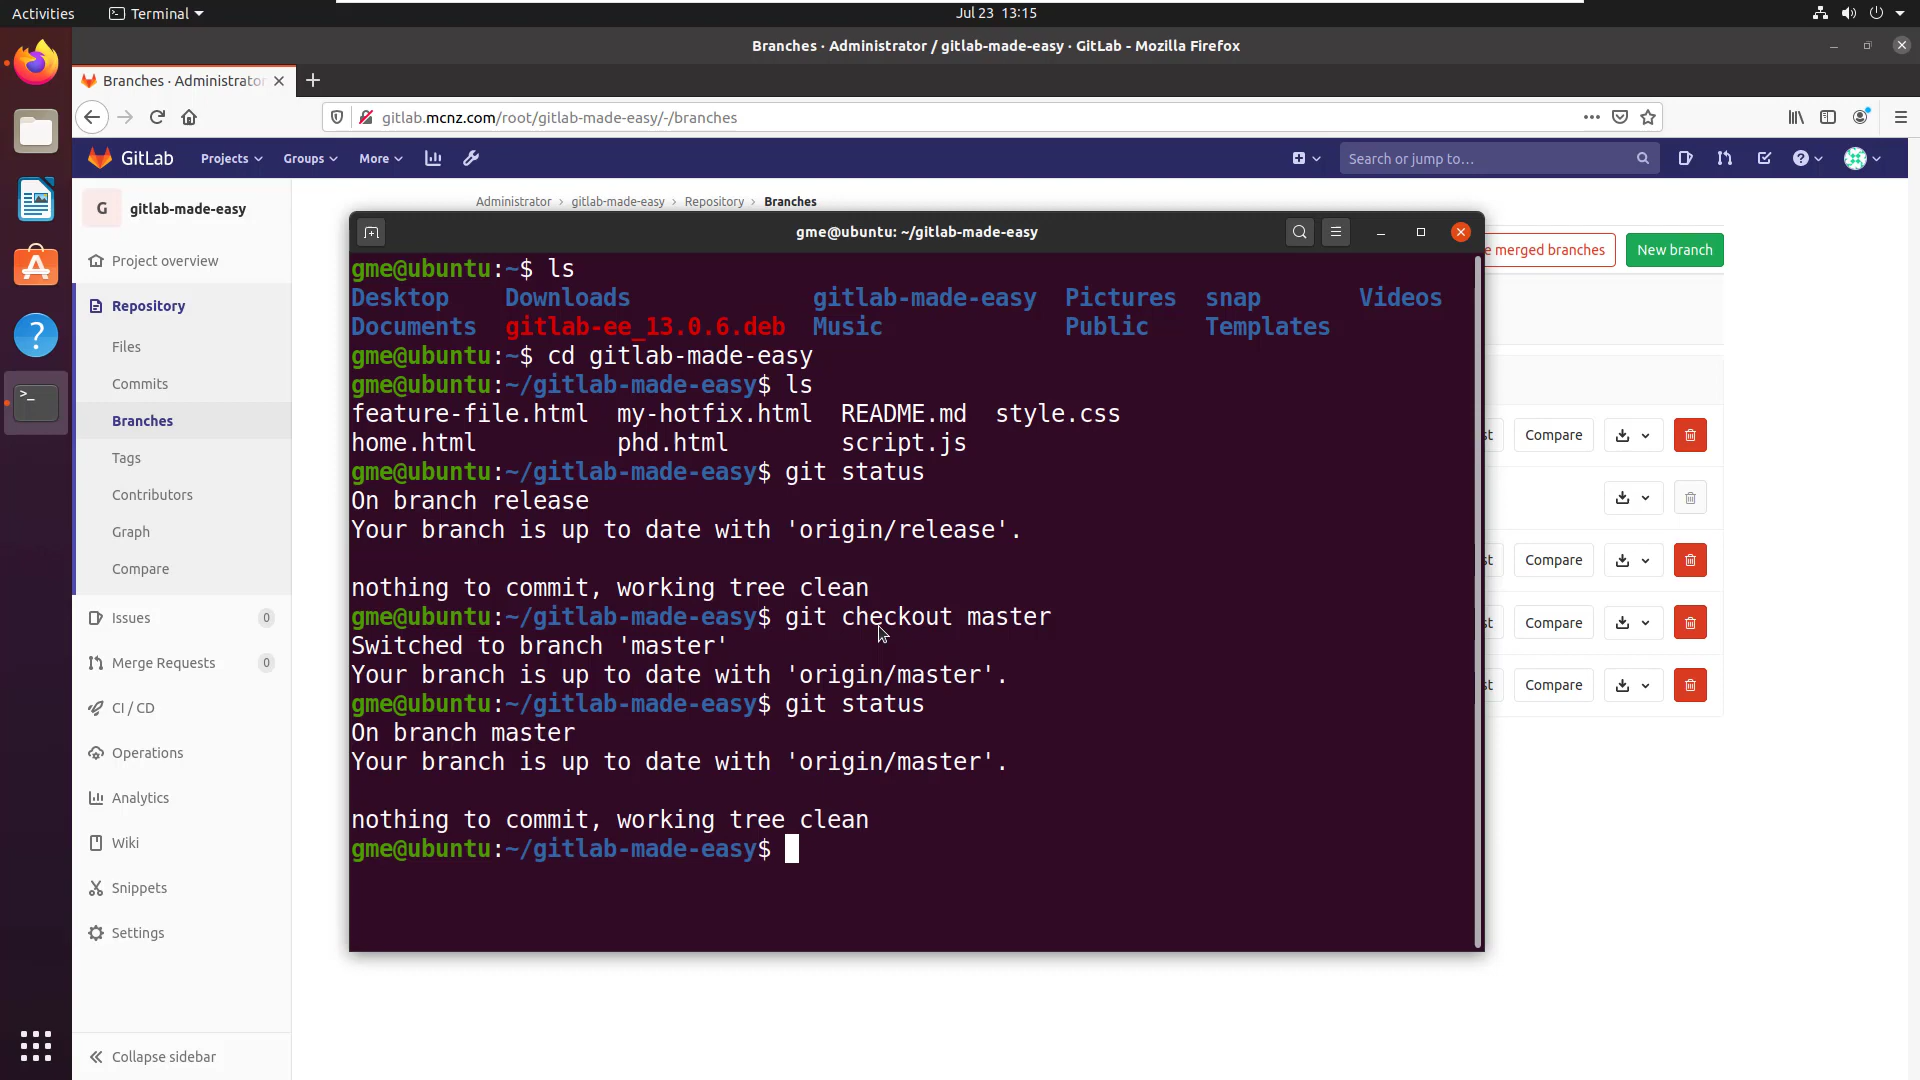 Activities
Terminal
Jul 23 13:15
Branches · Administrator / gitlab-made-easy · GitLab - Mozilla Firefox
Branches · Administrator
gitlab.mcnz.com/root/gitlab-made-easy/-/branches
GitLab
Projects
Groups
More
Search or jump to...
G
gitlab-made-easy
Administrator › gitlab-made-easy › Repository › Branches
Project overview
Repository
Files
Commits
Branches
Tags
Contributors
Graph
Compare
Issues 0
Merge Requests 0
CI / CD
Operations
Analytics
Wiki
Snippets
Settings
Collapse sidebar
gme@ubuntu: ~/gitlab-made-easy
gme@ubuntu:~$ ls
Desktop Downloads gitlab-made-easy Pictures snap Videos
Documents gitlab-ee_13.0.6.deb Music Public Templates
gme@ubuntu:~$ cd gitlab-made-easy
gme@ubuntu:~/gitlab-made-easy$ ls
feature-file.html my-hotfix.html README.md style.css
home.html phd.html script.js
gme@ubuntu:~/gitlab-made-easy$ git status
On branch release
Your branch is up to date with 'origin/release'.
nothing to commit, working tree clean
gme@ubuntu:~/gitlab-made-easy$ git checkout master
Switched to branch 'master'
Your branch is up to date with 'origin/master'.
gme@ubuntu:~/gitlab-made-easy$ git status
On branch master
Your branch is up to date with 'origin/master'.
nothing to commit, working tree clean
gme@ubuntu:~/gitlab-made-easy$
e merged branches
New branch
st Compare
st Compare
st Compare
st Compare